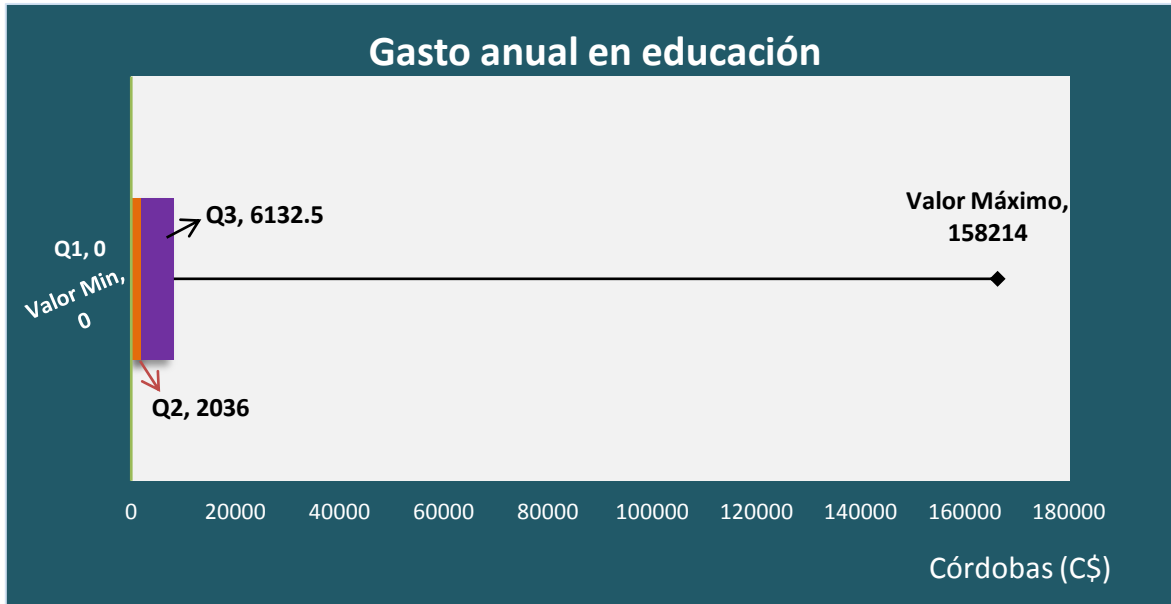 Gasto anual en educación
Q3, 6132.5
Valor Máximo,
158214
Q1, 0
Valor Min,
0
Q2, 2036
0 20000 40000 60000 80000 100000 120000 140000 160000 180000
Córdobas (C$)